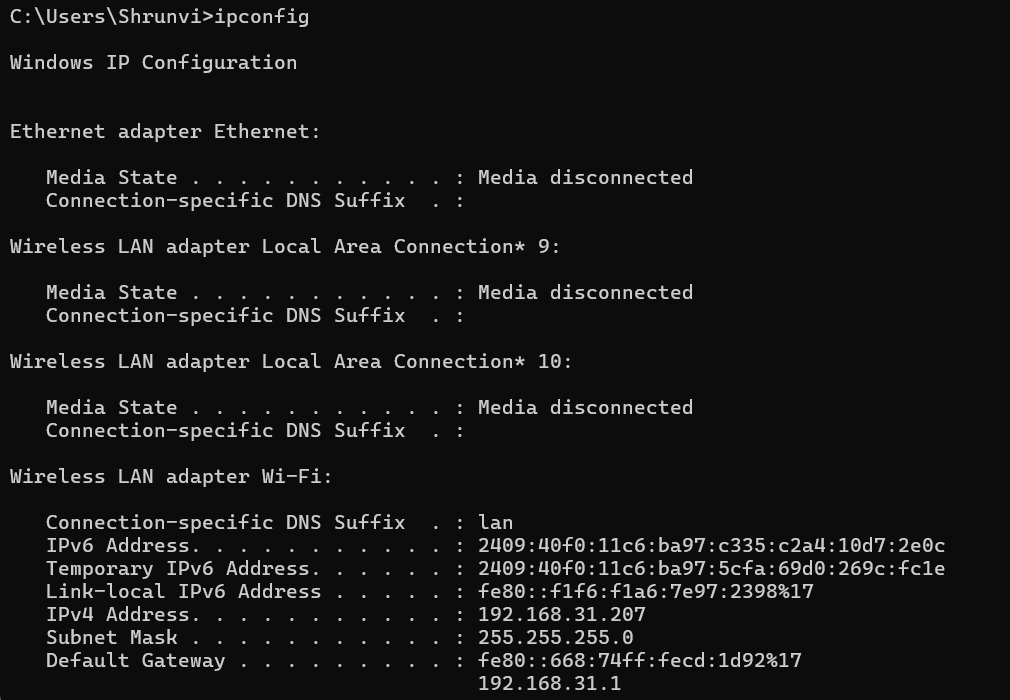 C:\Users\Shrunvi>ipconfig
Windows IP Configuration
Ethernet adapter Ethernet:
   Media State . . . . . . . . . . . : Media disconnected
   Connection-specific DNS Suffix  . :
Wireless LAN adapter Local Area Connection* 9:
   Media State . . . . . . . . . . . : Media disconnected
   Connection-specific DNS Suffix  . :
Wireless LAN adapter Local Area Connection* 10:
   Media State . . . . . . . . . . . : Media disconnected
   Connection-specific DNS Suffix  . :
Wireless LAN adapter Wi-Fi:
   Connection-specific DNS Suffix  . : lan
   IPv6 Address. . . . . . . . . . . : 2409:40f0:11c6:ba97:c335:c2a4:10d7:2e0c
   Temporary IPv6 Address. . . . . . : 2409:40f0:11c6:ba97:5cfa:69d0:269c:fc1e
   Link-local IPv6 Address . . . . . : fe80::f1f6:f1a6:7e97:2398%17
   IPv4 Address. . . . . . . . . . . : 192.168.31.207
   Subnet Mask . . . . . . . . . . . : 255.255.255.0
   Default Gateway . . . . . . . . . : fe80::668:74ff:fecd:1d92%17
                                       192.168.31.1